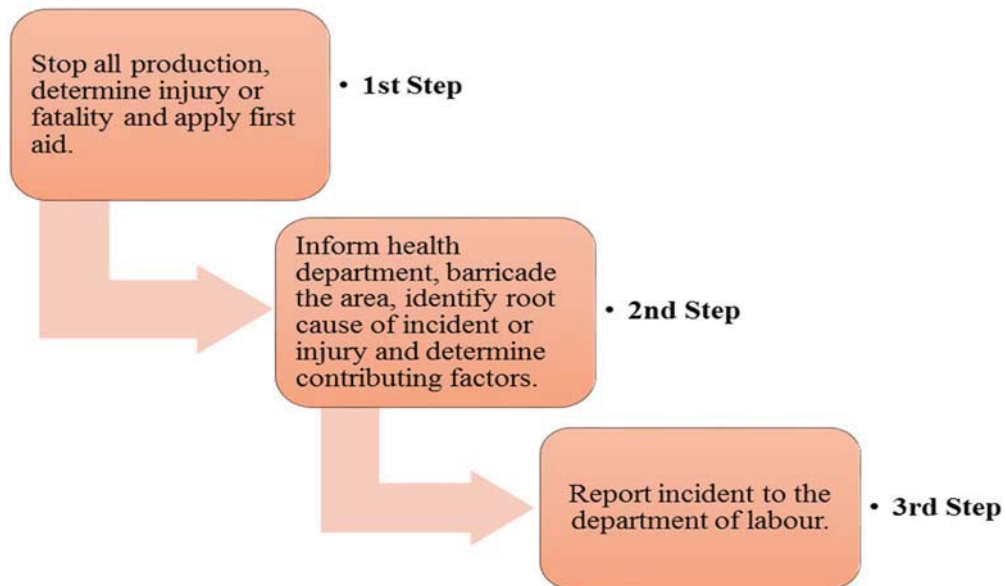 Stop all production,
determine injury or
fatality and apply first
aid.
• 1st Step
Inform health
department, barricade
the area, identify root
cause of incident or
injury and determine
contributing factors.
• 2nd Step
Report incident to the
department of labour.
• 3rd Step